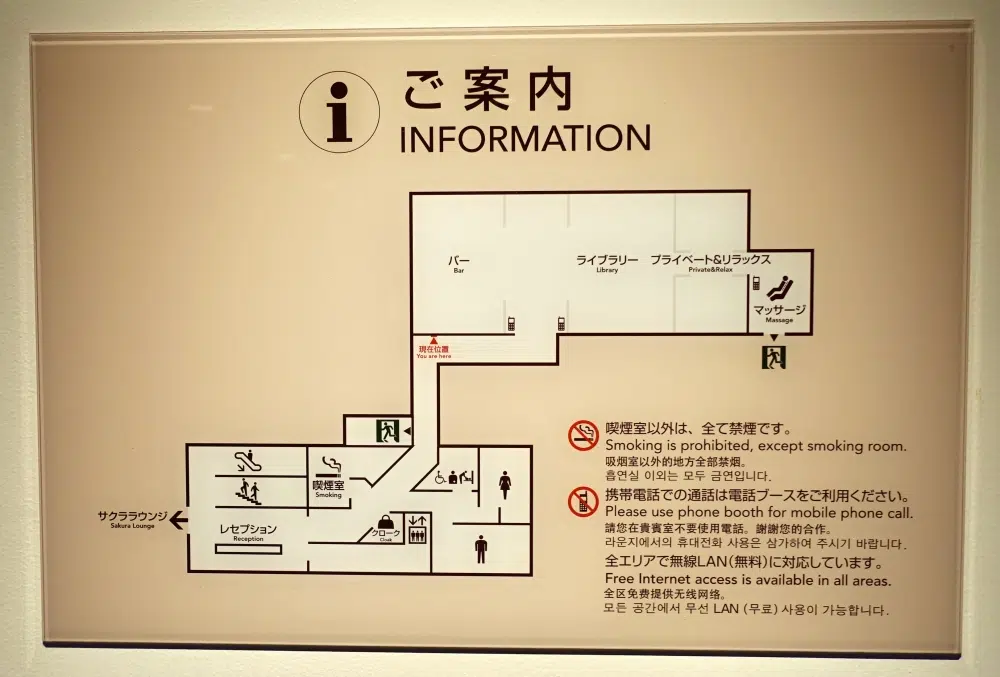 ご案内
INFORMATION
バー
Bar
ライブラリー
Library
プライベート&リラックス
Private&Relax
マッサージ
Massage
現在位置
You are here
喫煙室
Smoking
サクララウンジ
Sakura Lounge
レセプション
Reception
クローク
Cloak
喫煙室以外は、全て禁煙です。
Smoking is prohibited, except smoking room.
吸烟室以外的地方全部禁烟。
흡연실 이외는 모두 금연입니다.
携帯電話での通話は電話ブースをご利用ください。
Please use phone booth for mobile phone call.
請您在貴賓室不要使用電話。謝謝您的合作。
라운지에서의 휴대전화 사용은 삼가하여 주시기 바랍니다.
全エリアで無線LAN(無料)に対応しています。
Free Internet access is available in all areas.
全区免费提供无线网络。
모든 공간에서 무선 LAN (무료) 사용이 가능합니다.